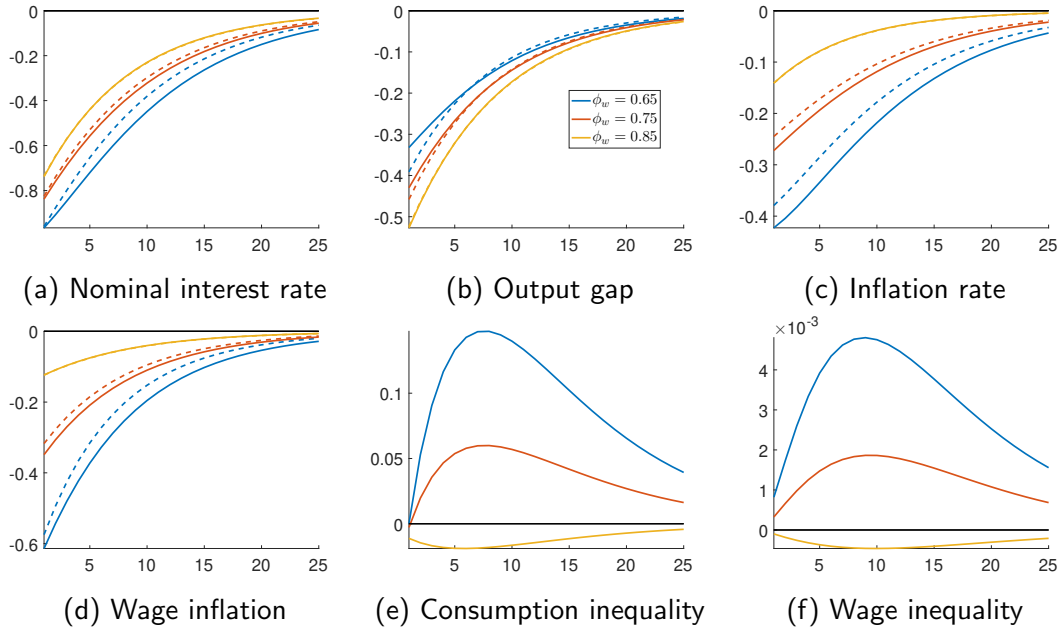 0
-0.2
-0.4
-0.6
-0.8
5 10 15 20 25
(a) Nominal interest rate
0
-0.1
-0.2
-0.3
-0.4
-0.5
ϕ_w = 0.65
ϕ_w = 0.75
ϕ_w = 0.85
5 10 15 20 25
(b) Output gap
0
-0.1
-0.2
-0.3
-0.4
5 10 15 20 25
(c) Inflation rate
0
-0.2
-0.4
-0.6
5 10 15 20 25
(d) Wage inflation
0.1
0.05
0
5 10 15 20 25
(e) Consumption inequality
×10⁻³
4
3
2
1
0
5 10 15 20 25
(f) Wage inequality